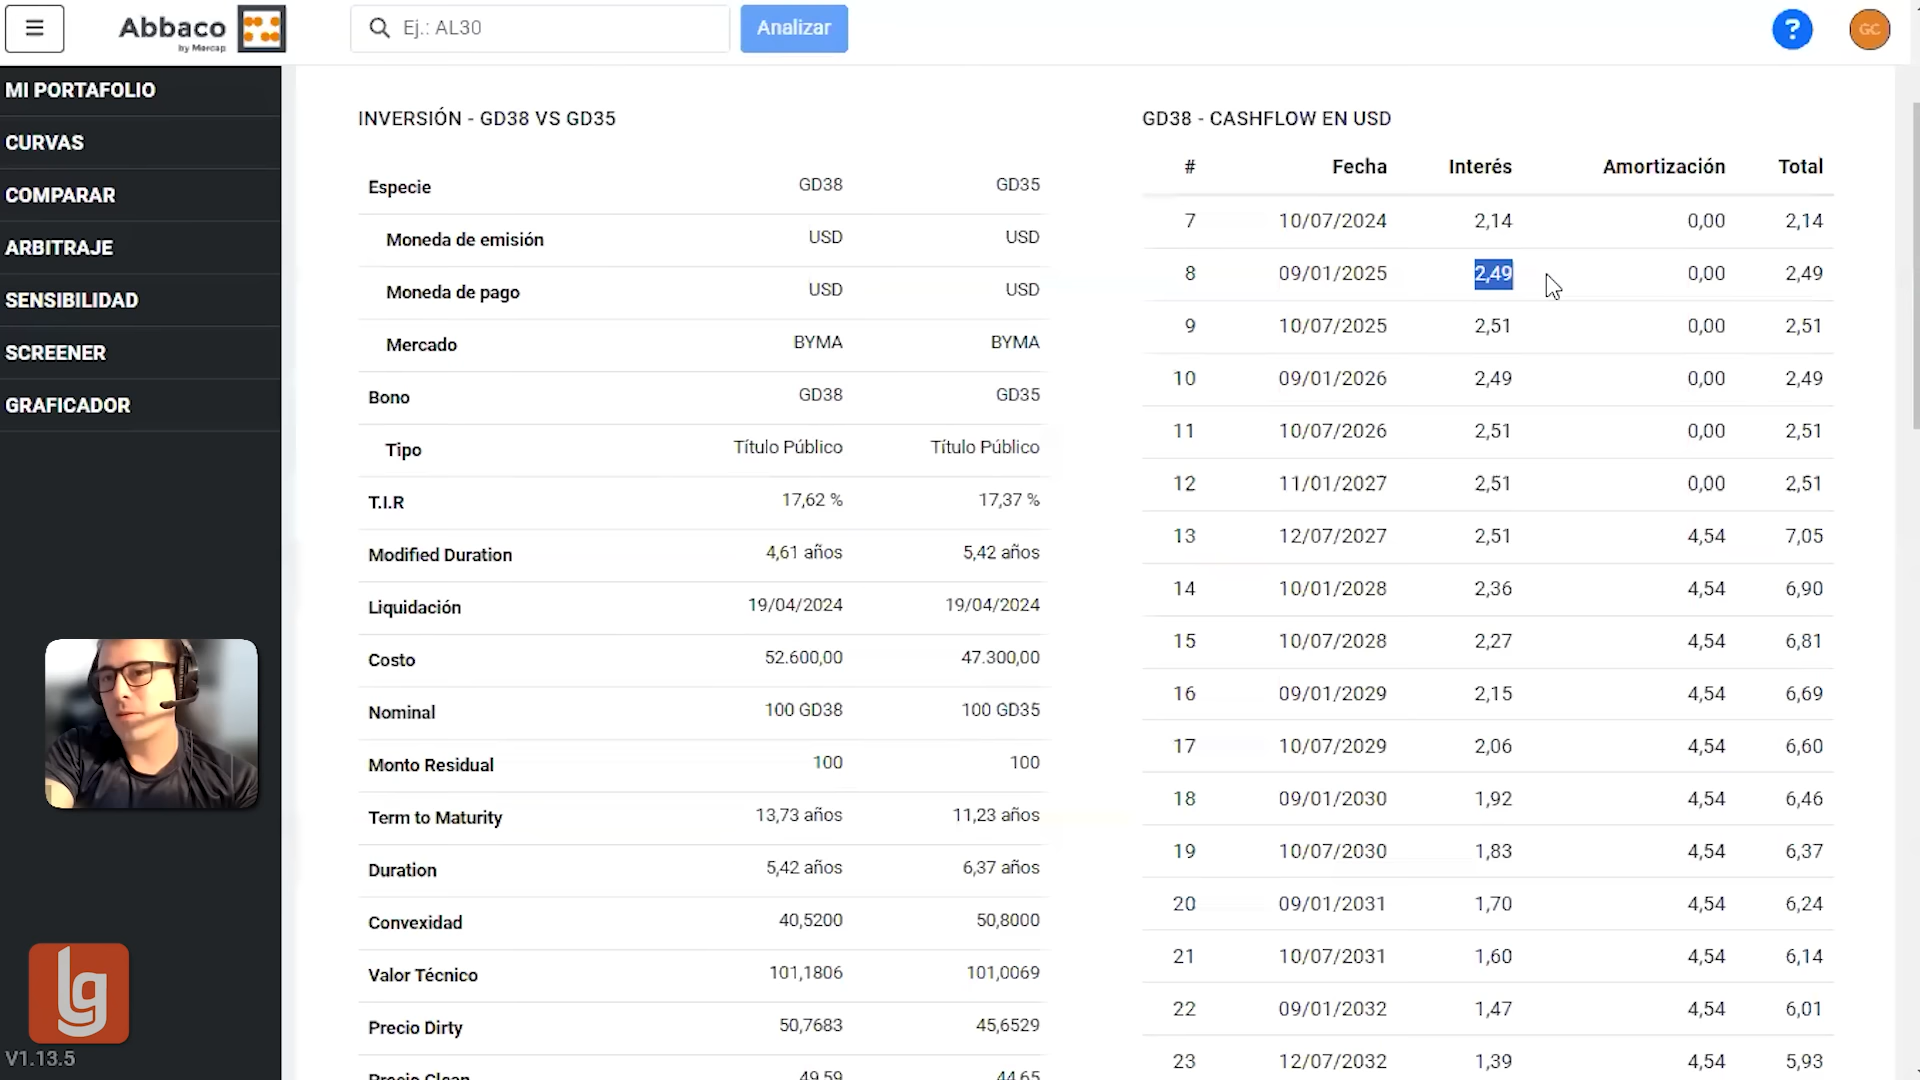 Abbaco
by Mercap
Ej.: AL30
Analizar
?
GC
MI PORTAFOLIO
CURVAS
COMPARAR
ARBITRAJE
SENSIBILIDAD
SCREENER
GRAFICADOR
lg
V1.13.5
INVERSIÓN - GD38 VS GD35
Especie GD38 GD35
Moneda de emisión USD USD
Moneda de pago USD USD
Mercado BYMA BYMA
Bono GD38 GD35
Tipo Título Público Título Público
T.I.R 17,62 % 17,37 %
Modified Duration 4,61 años 5,42 años
Liquidación 19/04/2024 19/04/2024
Costo 52.600,00 47.300,00
Nominal 100 GD38 100 GD35
Monto Residual 100 100
Term to Maturity 13,73 años 11,23 años
Duration 5,42 años 6,37 años
Convexidad 40,5200 50,8000
Valor Técnico 101,1806 101,0069
Precio Dirty 50,7683 45,6529
Precio Clean 49,59 44,65
GD38 - CASHFLOW EN USD
# Fecha Interés Amortización Total
7 10/07/2024 2,14 0,00 2,14
8 09/01/2025 2,49 0,00 2,49
9 10/07/2025 2,51 0,00 2,51
10 09/01/2026 2,49 0,00 2,49
11 10/07/2026 2,51 0,00 2,51
12 11/01/2027 2,51 0,00 2,51
13 12/07/2027 2,51 4,54 7,05
14 10/01/2028 2,36 4,54 6,90
15 10/07/2028 2,27 4,54 6,81
16 09/01/2029 2,15 4,54 6,69
17 10/07/2029 2,06 4,54 6,60
18 09/01/2030 1,92 4,54 6,46
19 10/07/2030 1,83 4,54 6,37
20 09/01/2031 1,70 4,54 6,24
21 10/07/2031 1,60 4,54 6,14
22 09/01/2032 1,47 4,54 6,01
23 12/07/2032 1,39 4,54 5,93